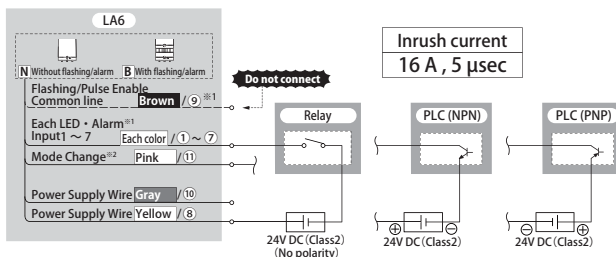 LA6
N Without flashing/alarm B With flashing/alarm
Flashing/Pulse Enable
Common line Brown / ⑨ ※1
Do not connect
Each LED・Alarm※1
Input1 ~ 7 Each color / ① ~ ⑦
Mode Change※2 Pink / ⑪
Power Supply Wire Gray / ⑩
Power Supply Wire Yellow / ⑧
Inrush current
16 A , 5 μsec
Relay
24V DC (Class2)
(No polarity)
PLC (NPN)
⊕ ⊖
24V DC (Class2)
PLC (PNP)
⊖ ⊕
24V DC (Class2)